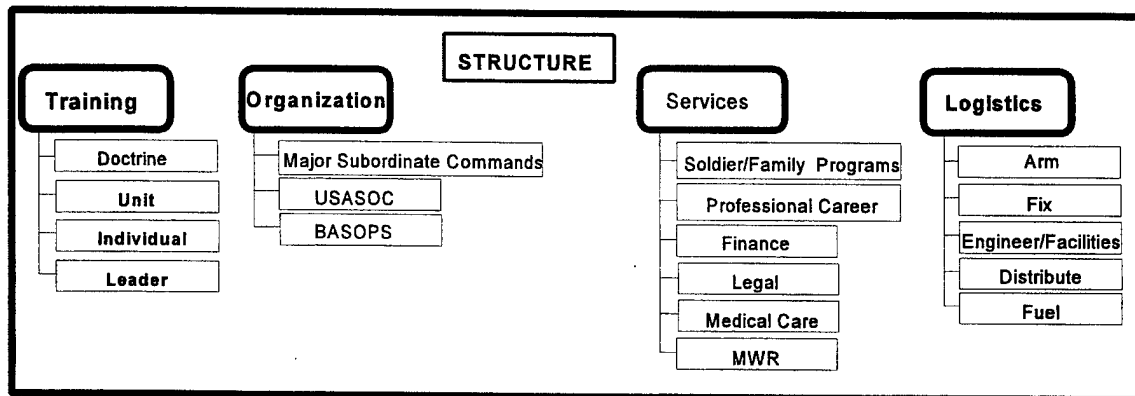 STRUCTURE
Training
Doctrine
Unit
Individual
Leader
Organization
Major Subordinate Commands
USASOC
BASOPS
Services
Soldier/Family Programs
Professional Career
Finance
Legal
Medical Care
MWR
Logistics
Arm
Fix
Engineer/Facilities
Distribute
Fuel